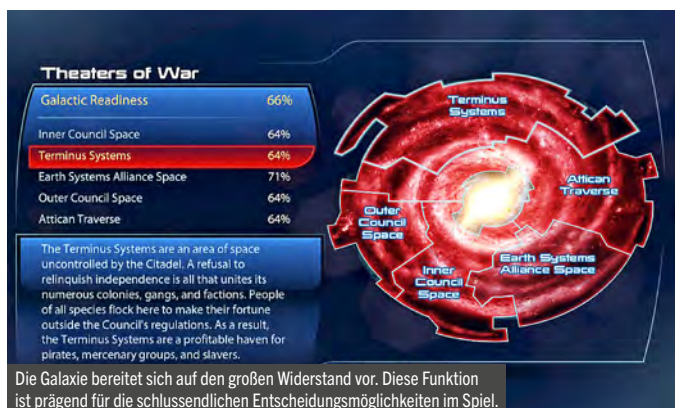 Theaters of War
Galactic Readiness 66%
Inner Council Space 64%
Terminus Systems 64%
Earth Systems Alliance Space 71%
Outer Council Space 64%
Attican Traverse 64%
The Terminus Systems are an area of space
uncontrolled by the Citadel. A refusal to
relinquish independence is all that unites its
numerous colonies, gangs, and factions. People
of all species flock here to make their fortune
outside the Council's regulations. As a result,
the Terminus Systems are a profitable haven for
pirates, mercenary groups, and slavers.
Terminus
Systems
Attican
Traverse
Outer
Council
Space
Earth Systems
Alliance Space
Inner
Council
Space
Die Galaxie bereitet sich auf den großen Widerstand vor. Diese Funktion
ist prägend für die schlussendlichen Entscheidungsmöglichkeiten im Spiel.